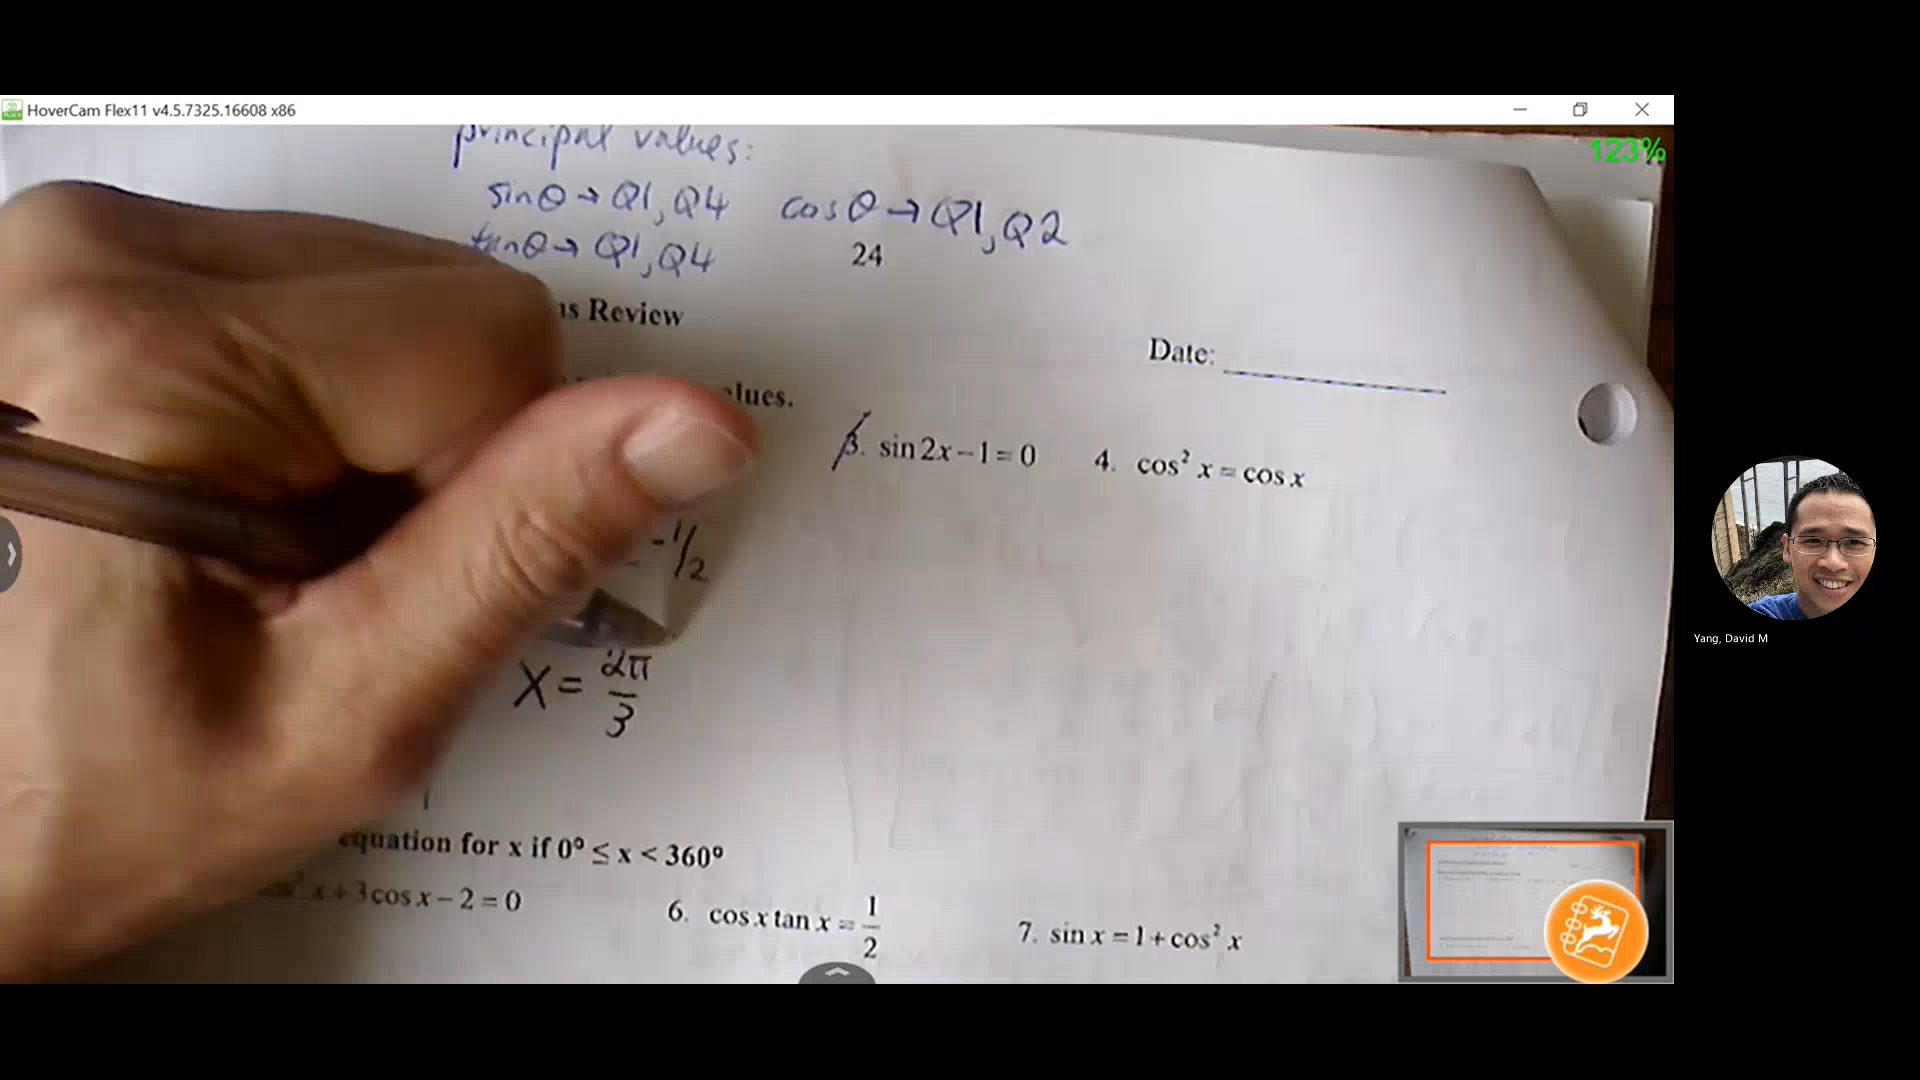 HoverCam Flex11 v4.5.7325.16608 x86
123%
principal values:
sinθ → Q1, Q4 cosθ → Q1, Q2
tanθ → Q1, Q4
24
Review
Date:
3. sin 2x − 1 = 0 4. cos² x = cos x
-1/2
X = 2π/3
equation for x if 0° ≤ x < 360°
x + 3cos x − 2 = 0 6. cos x tan x = 1/2 7. sin x = 1 + cos² x
Yang, David M